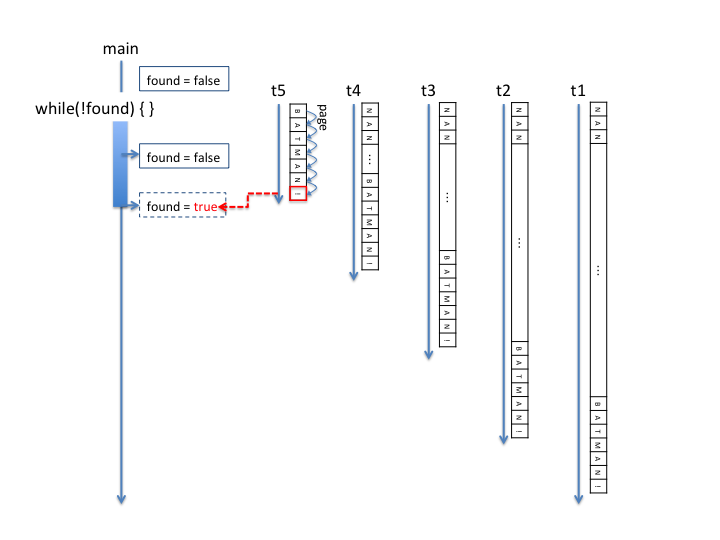 main
found = false
while(!found) { }
found = false
found = true
t5
B A T M A N !
page
t4
N A N ... B A T M A N !
t3
N A N ... B A T M A N !
t2
N A N ... B A T M A N !
t1
N A N ... B A T M A N !